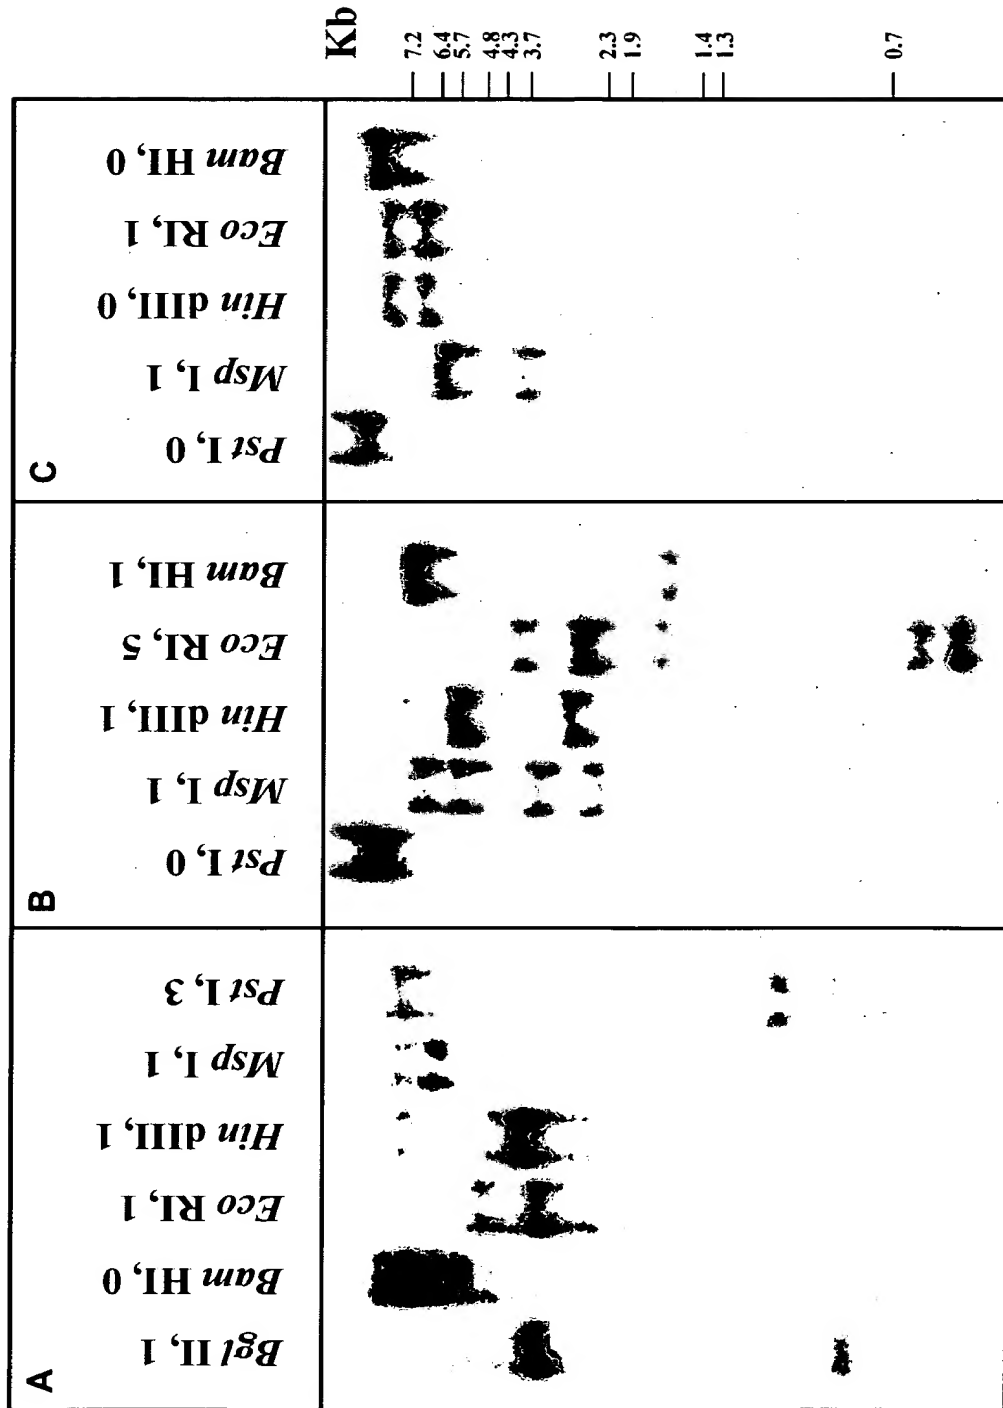 A
Bgl II, 1
Bam HI, 0
Eco RI, 1
Hin dIII, 1
Msp I, 1
Pst I, 3
B
Pst I, 0
Msp I, 1
Hin dIII, 1
Eco RI, 5
Bam HI, 1
C
Pst I, 0
Msp I, 1
Hin dIII, 0
Eco RI, 1
Bam HI, 0
Kb
7.2
6.4
5.7
4.8
4.3
3.7
2.3
1.9
1.4
1.3
0.7